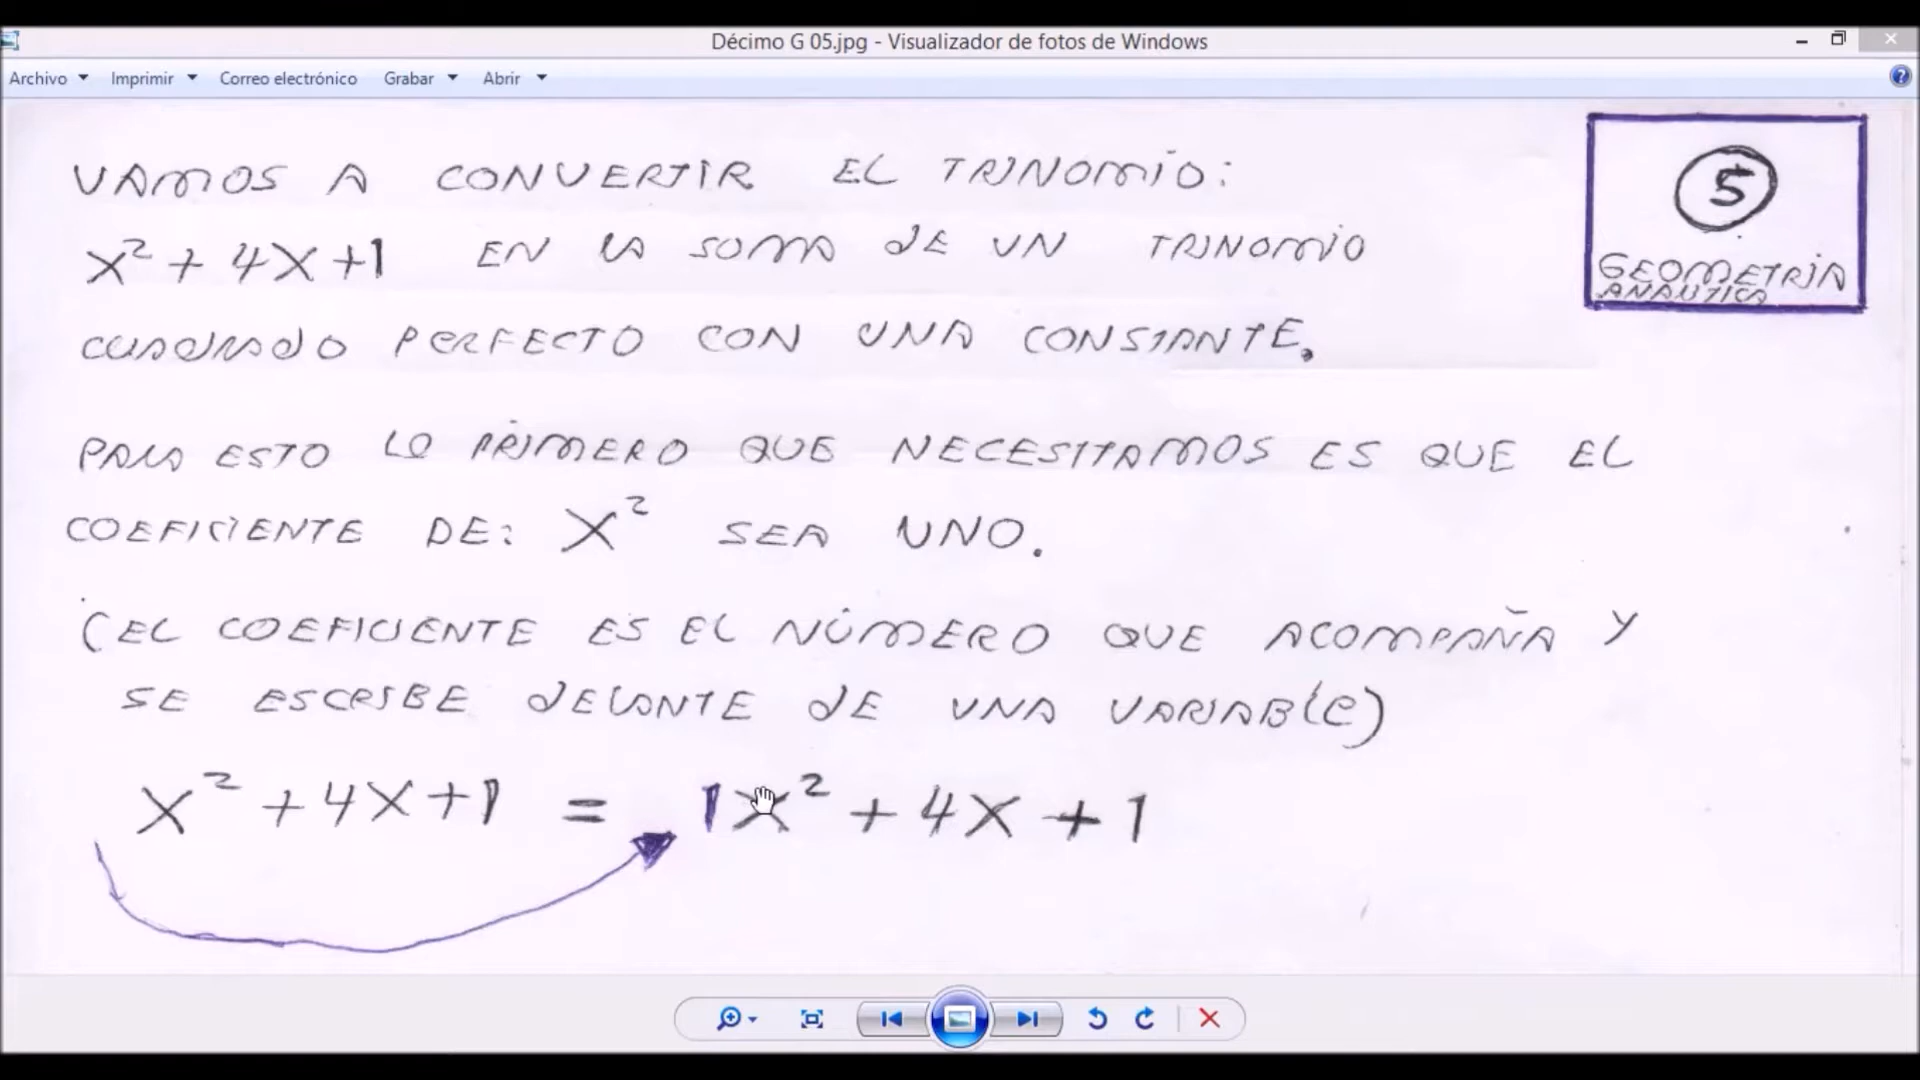 Décimo G 05.jpg - Visualizador de fotos de Windows
Archivo Imprimir Correo electrónico Grabar Abrir
VAMOS A CONVERTIR EL TRINOMIO:
x² + 4x + 1 EN LA SUMA DE UN TRINOMIO
CUADRADO PERFECTO CON UNA CONSTANTE.
5
GEOMETRIA
ANALITICA
PARA ESTO LO PRIMERO QUE NECESITAMOS ES QUE EL
COEFICIENTE DE: X² SEA UNO.
(EL COEFICIENTE ES EL NÚMERO QUE ACOMPAÑA Y
SE ESCRIBE DELANTE DE UNA VARIABLE)
x² + 4x + 1 = 1x² + 4x + 1